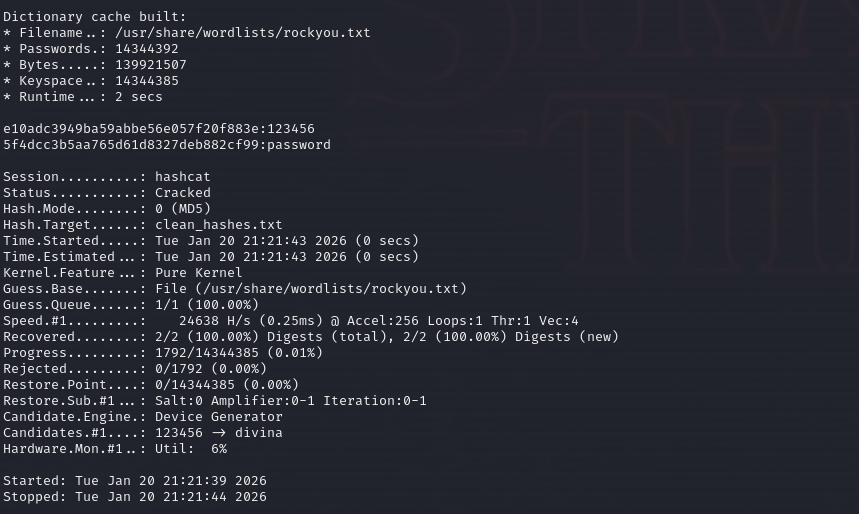 Dictionary cache built:
* Filename..: /usr/share/wordlists/rockyou.txt
* Passwords.: 14344392
* Bytes.....: 139921507
* Keyspace..: 14344385
* Runtime...: 2 secs
e10adc3949ba59abbe56e057f20f883e:123456
5f4dcc3b5aa765d61d8327deb882cf99:password
Session..........: hashcat
Status...........: Cracked
Hash.Mode........: 0 (MD5)
Hash.Target......: clean_hashes.txt
Time.Started.....: Tue Jan 20 21:21:43 2026 (0 secs)
Time.Estimated...: Tue Jan 20 21:21:43 2026 (0 secs)
Kernel.Feature...: Pure Kernel
Guess.Base.......: File (/usr/share/wordlists/rockyou.txt)
Guess.Queue......: 1/1 (100.00%)
Speed.#1.........:    24638 H/s (0.25ms) @ Accel:256 Loops:1 Thr:1 Vec:4
Recovered........: 2/2 (100.00%) Digests (total), 2/2 (100.00%) Digests (new)
Progress.........: 1792/14344385 (0.01%)
Rejected.........: 0/1792 (0.00%)
Restore.Point....: 0/14344385 (0.00%)
Restore.Sub.#1...: Salt:0 Amplifier:0-1 Iteration:0-1
Candidate.Engine.: Device Generator
Candidates.#1....: 123456 -> divina
Hardware.Mon.#1..: Util:  6%
Started: Tue Jan 20 21:21:39 2026
Stopped: Tue Jan 20 21:21:44 2026